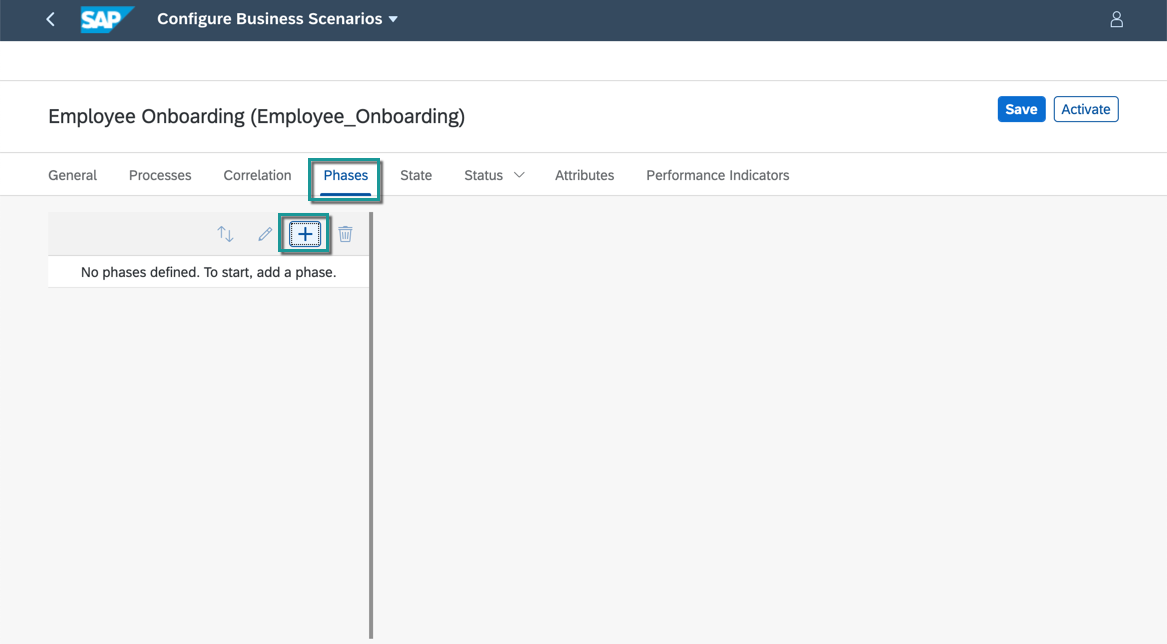 SAP Configure Business Scenarios
Employee Onboarding (Employee_Onboarding)
Save Activate
General Processes Correlation Phases State Status Attributes Performance Indicators
No phases defined. To start, add a phase.